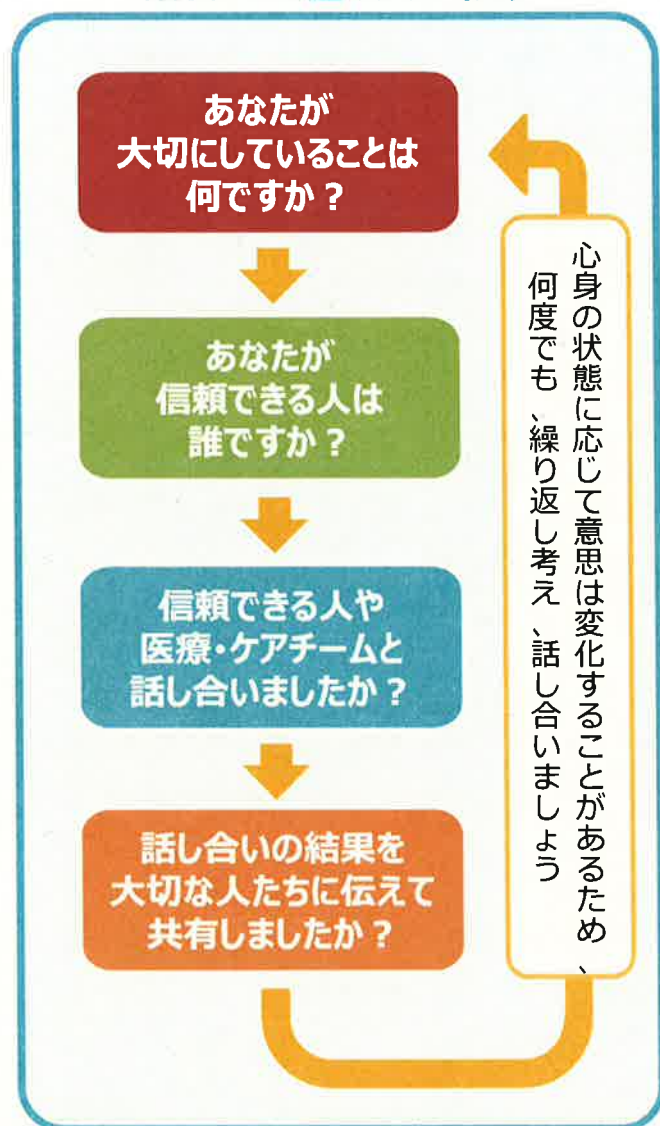 あなたが
大切にしていることは
何ですか？
あなたが
信頼できる人は
誰ですか？
信頼できる人や
医療・ケアチームと
話し合いましたか？
話し合いの結果を
大切な人たちに伝えて
共有しましたか？
心身の状態に応じて意思は変化することがあるため、
何度でも、繰り返し考え、話し合いましょう